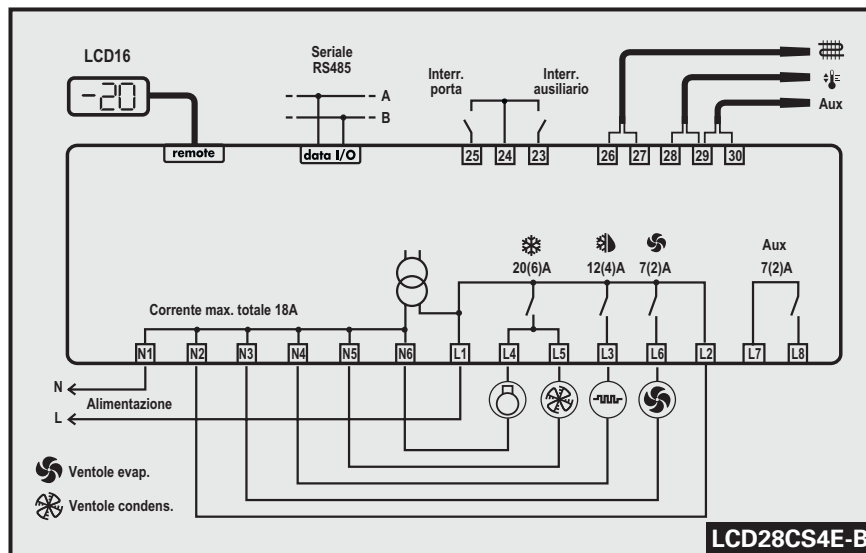 LCD16
-20
Seriale
RS485
A
B
Interr.
porta
Interr.
ausiliario
Aux
remote
data I/O
25 24 23 26 27 28 29 30
Aux
20(6)A 12(4)A 7(2)A 7(2)A
Corrente max. totale 18A
N1 N2 N3 N4 N5 N6 L1 L4 L5 L3 L6 L2 L7 L8
N
Alimentazione
L
Ventole evap.
Ventole condens.
LCD28CS4E-B